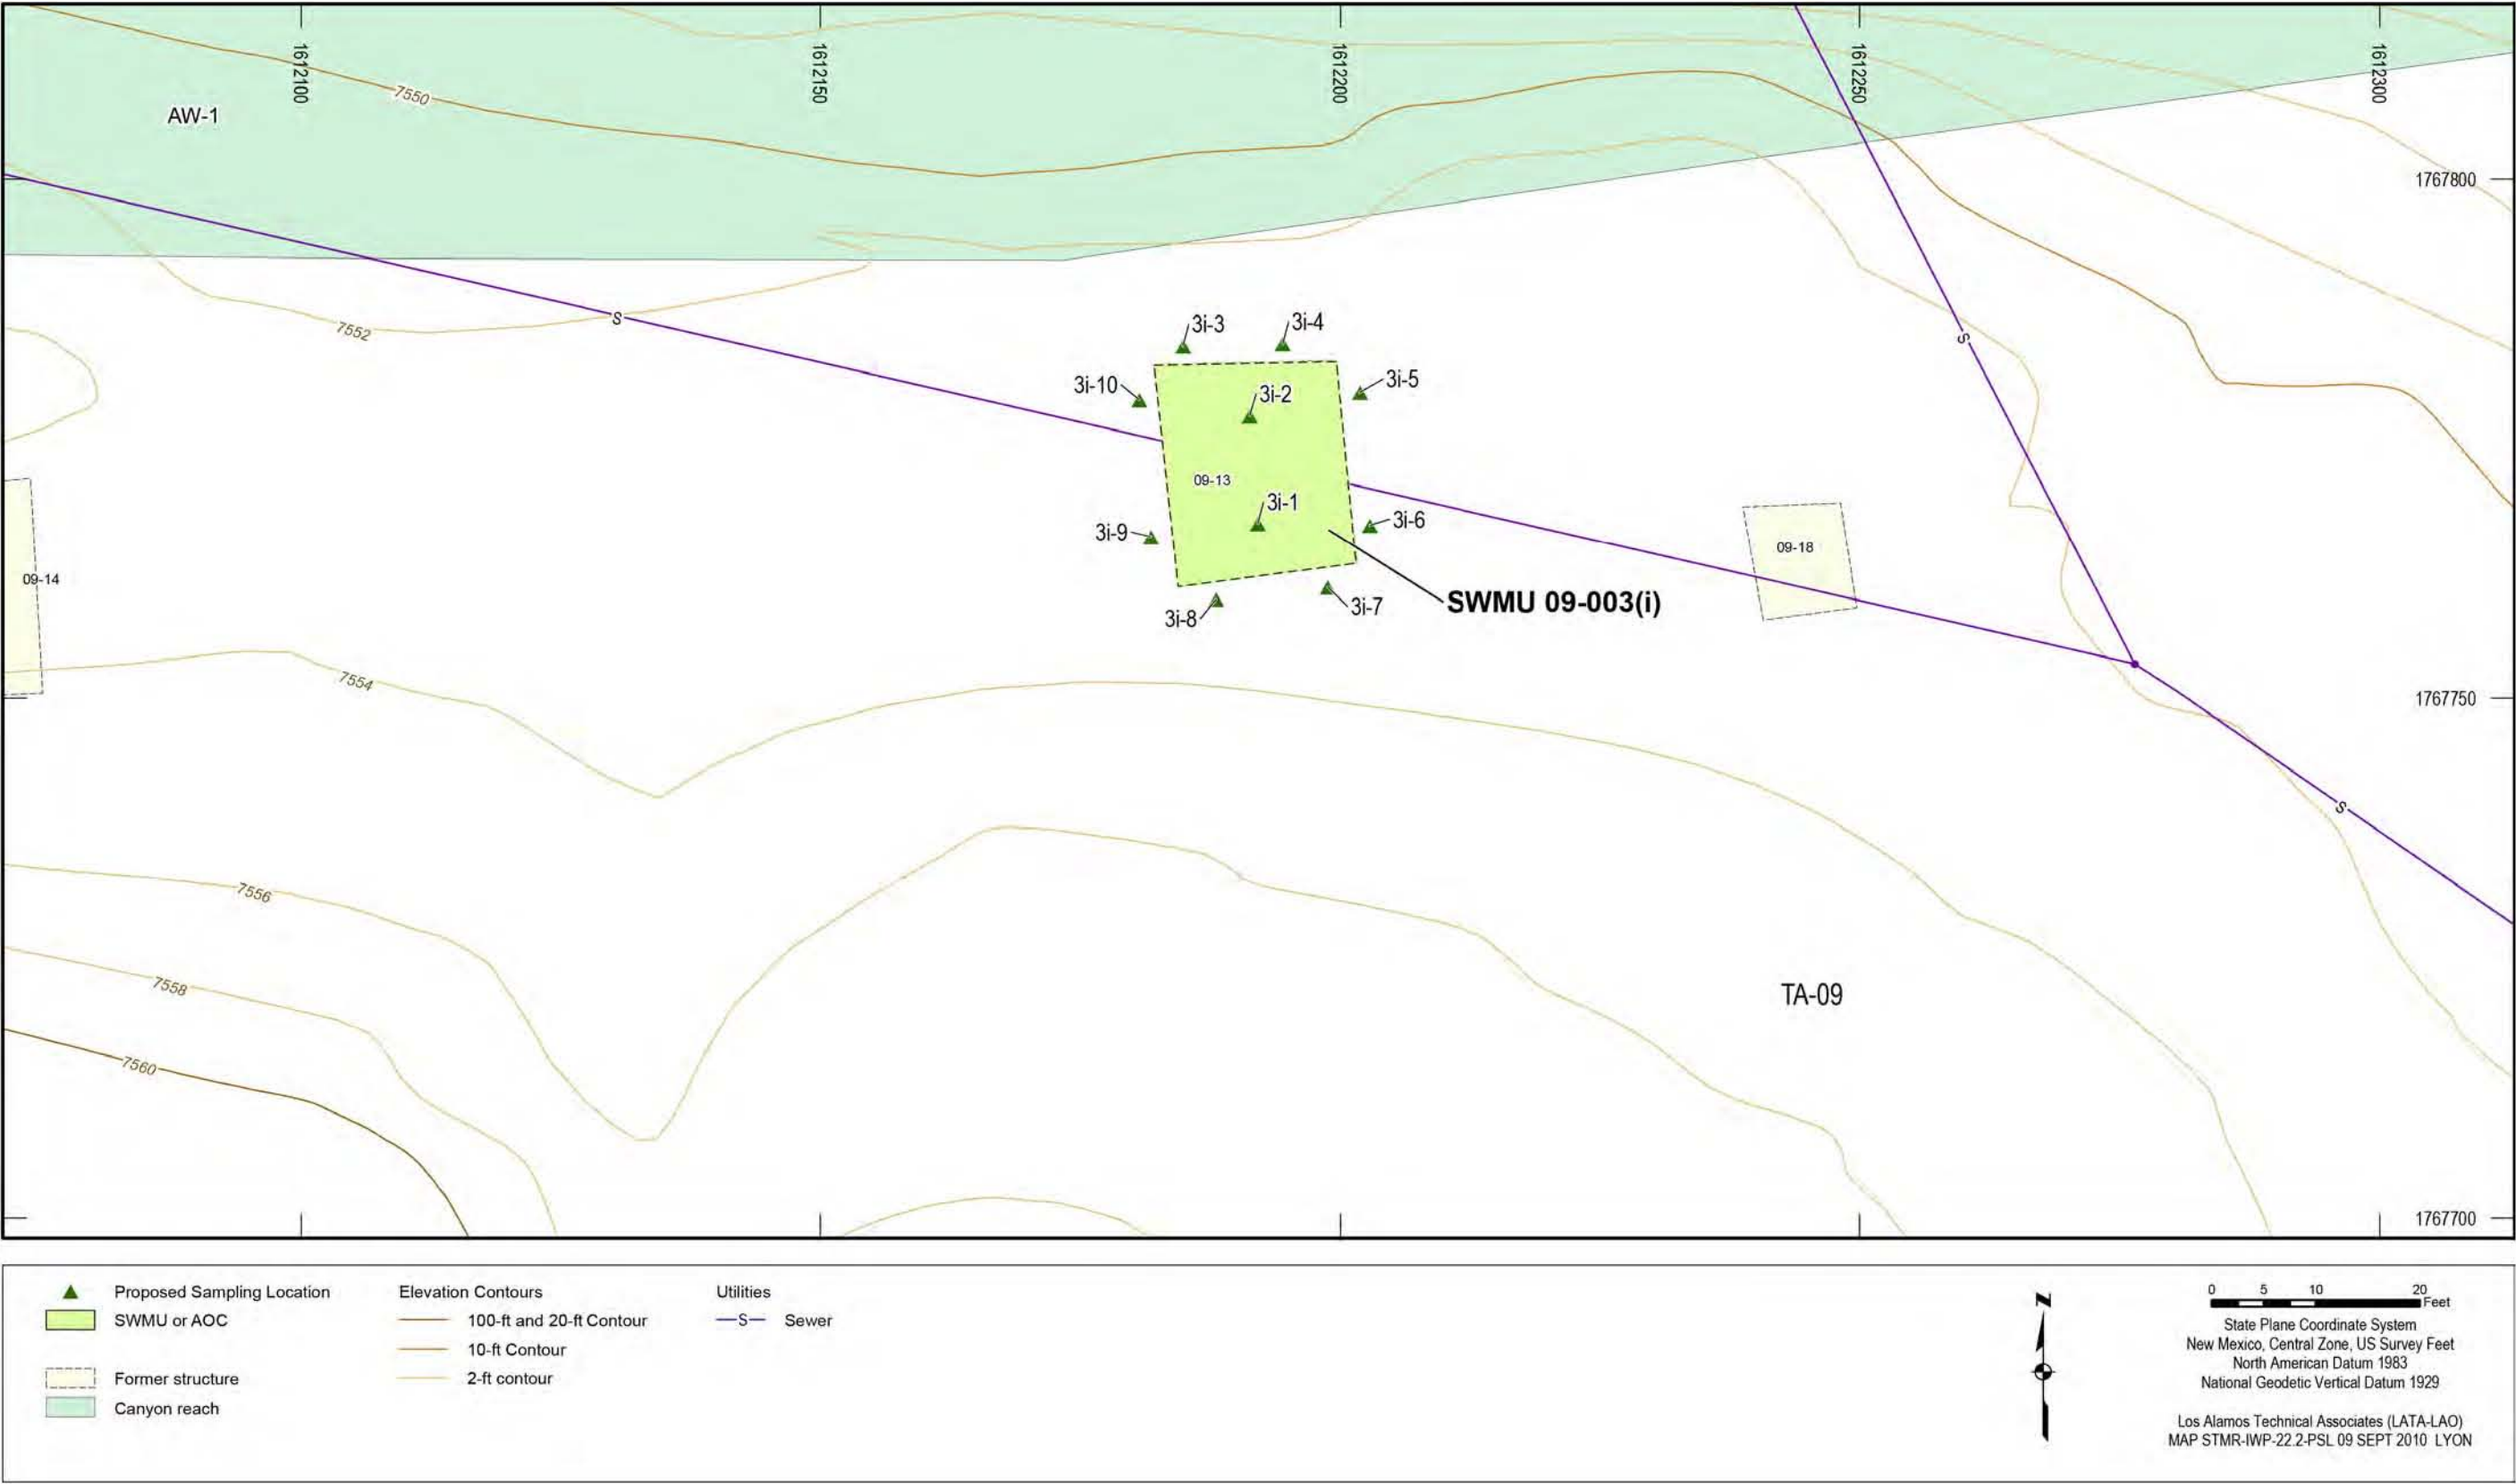 1612100
1612150
1612200
1612250
1612300
7550
AW-1
1767800
S
7552
S
3i-3
3i-4
3i-10
3i-5
3i-2
09-13
3i-1
3i-9
3i-6
09-18
09-14
3i-8
3i-7
SWMU 09-003(i)
7554
1767750
S
7556
7558
TA-09
7560
1767700
Proposed Sampling Location
SWMU or AOC
Former structure
Canyon reach
Elevation Contours
100-ft and 20-ft Contour
10-ft Contour
2-ft contour
Utilities
S Sewer
N
0 5 10 20
Feet
State Plane Coordinate System
New Mexico, Central Zone, US Survey Feet
North American Datum 1983
National Geodetic Vertical Datum 1929
Los Alamos Technical Associates (LATA-LAO)
MAP STMR-IWP-22.2-PSL 09 SEPT 2010 LYON